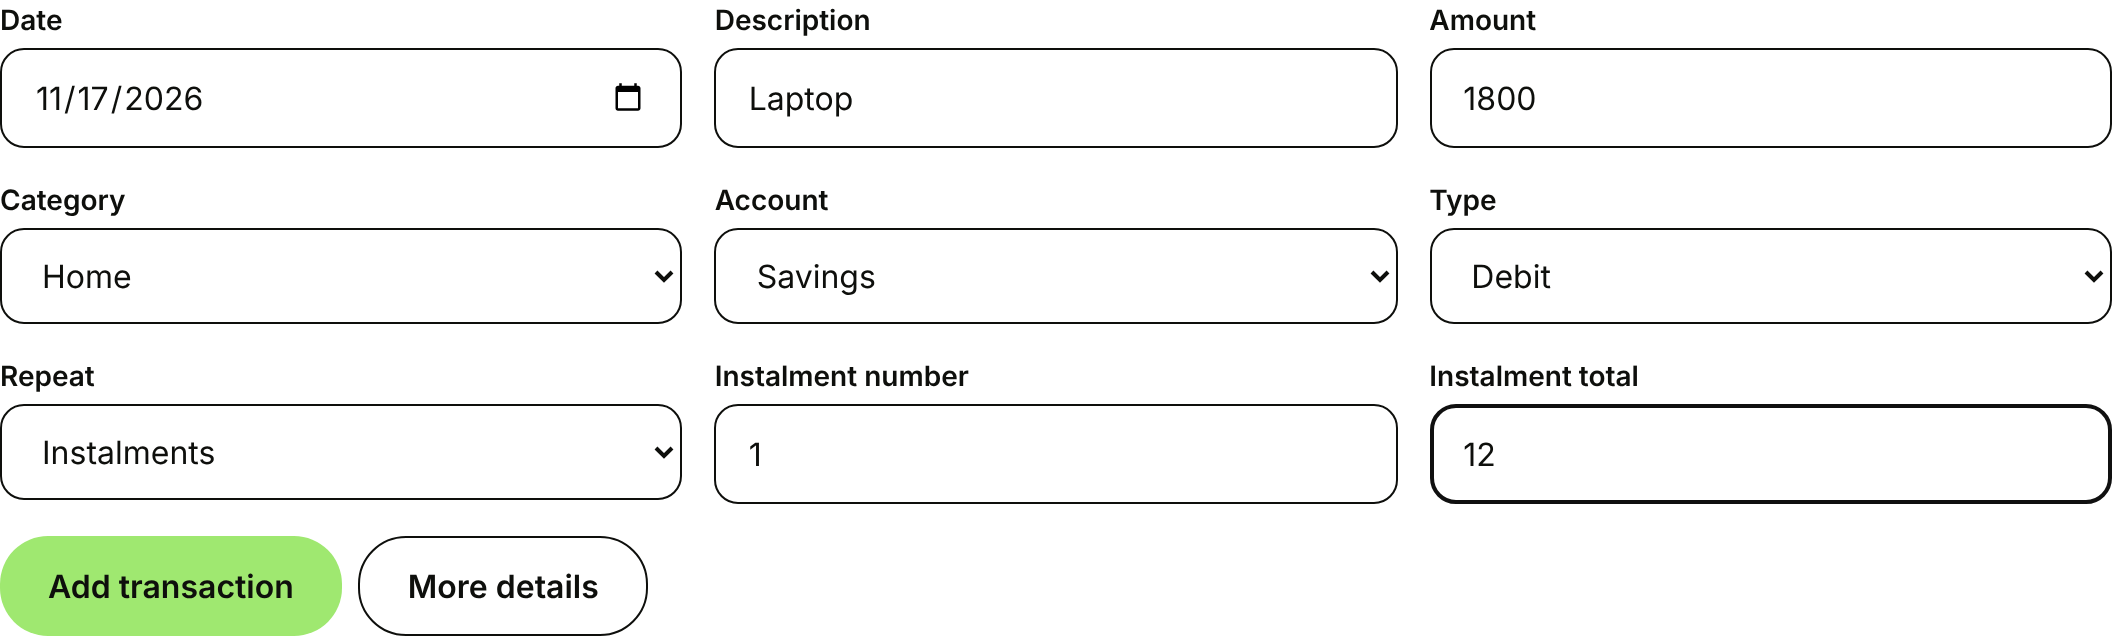 Date Description Amount
11/17/2026 Laptop 1800
Category Account Type
Home Savings Debit
Repeat Instalment number Instalment total
Instalments 1 12
Add transaction More details